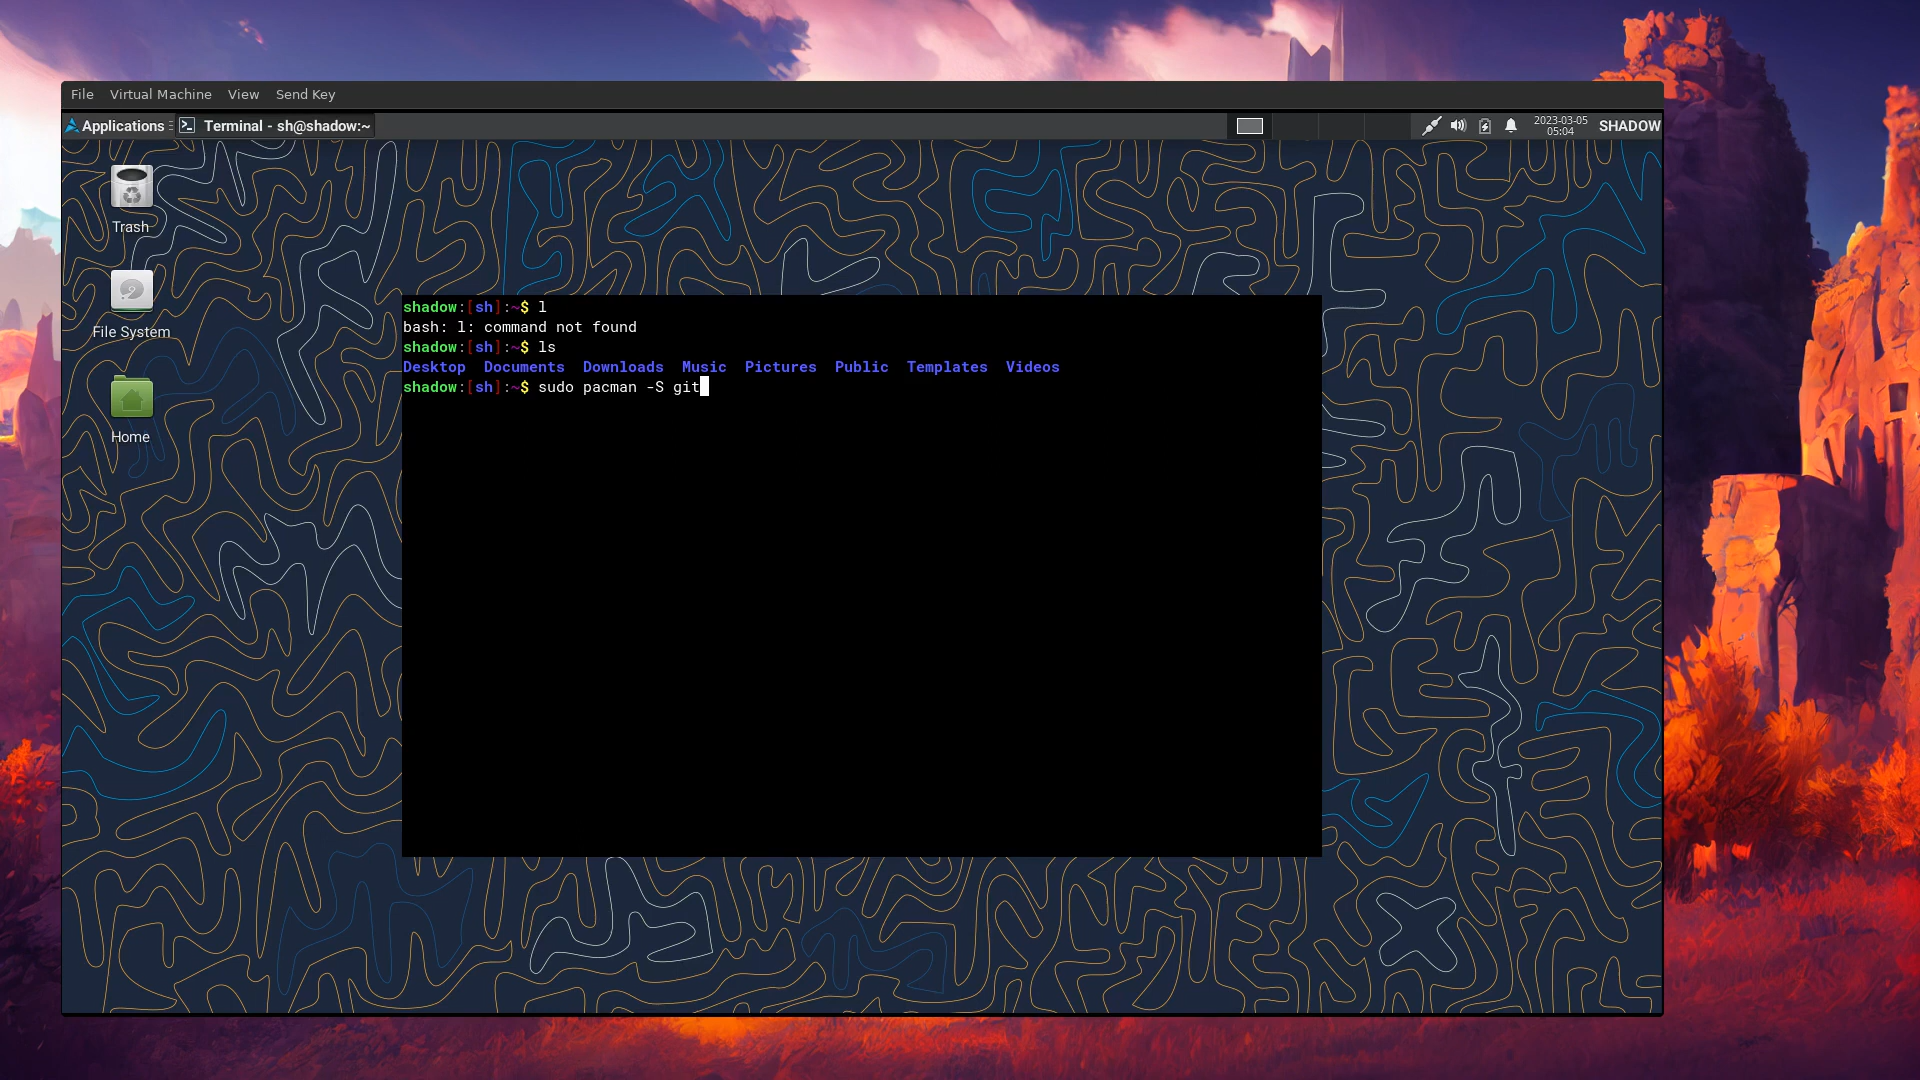 File Virtual Machine View Send Key
Applications Terminal - sh@shadow:~ 2023-03-05 05:04 SHADOW
Trash
File System
Home
shadow:[sh]:~$ l
bash: l: command not found
shadow:[sh]:~$ ls
Desktop Documents Downloads Music Pictures Public Templates Videos
shadow:[sh]:~$ sudo pacman -S git